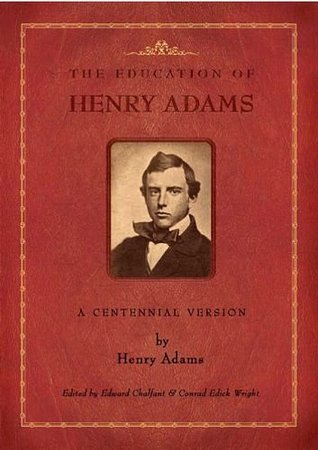 THE EDUCATION OF
HENRY ADAMS
A CENTENNIAL VERSION
by
Henry Adams
Edited by Edward Chalfant & Conrad Edick Wright